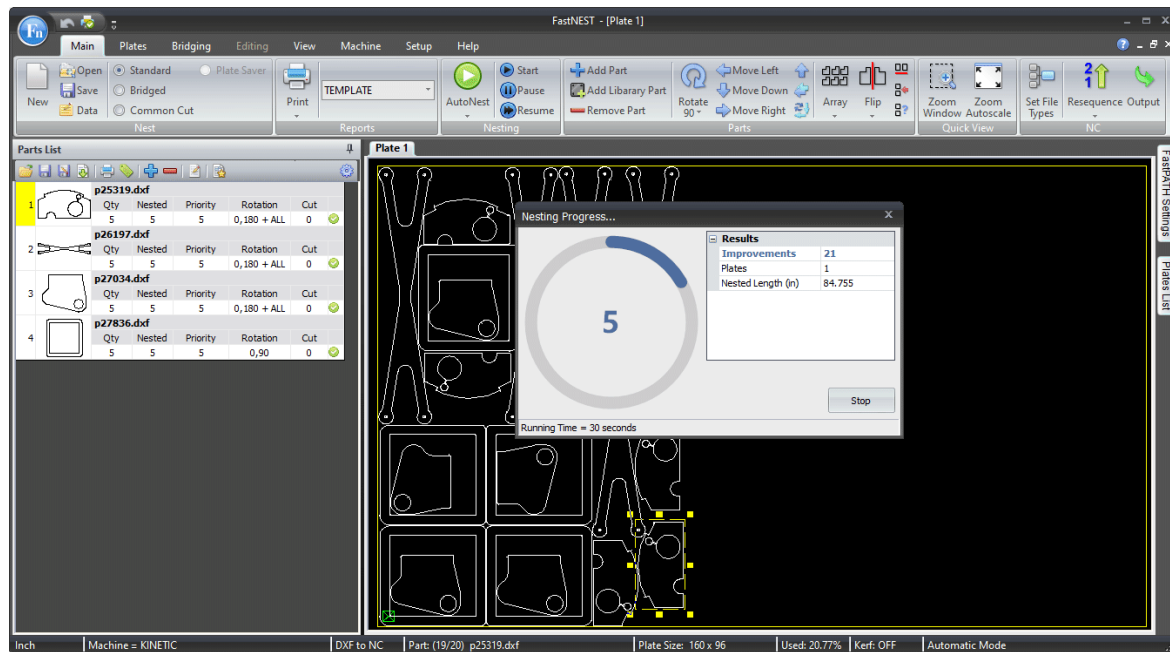 FastNEST - [Plate 1]
Fn
Main Plates Bridging Editing View Machine Setup Help
New
Open
Save
Data
Standard
Bridged
Common Cut
Plate Saver
Nest
Print
TEMPLATE
Reports
AutoNest
Start
Pause
Resume
Nesting
Add Part
Add Libarary Part
Remove Part
Rotate
90
Move Left
Move Down
Move Right
Array
Flip
Parts
Zoom
Window
Zoom
Autoscale
Quick View
Set File
Types
2
1
Resequence
Output
NC
Parts List
1
p25319.dxf
Qty Nested Priority Rotation Cut
5 5 5 0,180 + ALL 0
2
p26197.dxf
Qty Nested Priority Rotation Cut
5 5 5 0,180 + ALL 0
3
p27034.dxf
Qty Nested Priority Rotation Cut
5 5 5 0,180 + ALL 0
4
p27836.dxf
Qty Nested Priority Rotation Cut
5 5 5 0,90 0
Plate 1
Nesting Progress...
5
Results
Improvements 21
Plates 1
Nested Length (in) 84.755
Stop
Running Time = 30 seconds
FastPATH Settings
Plates List
Inch Machine = KINETIC DXF to NC Part: (19/20) p25319.dxf Plate Size: 160 x 96 Used: 20.77% Kerf: OFF Automatic Mode